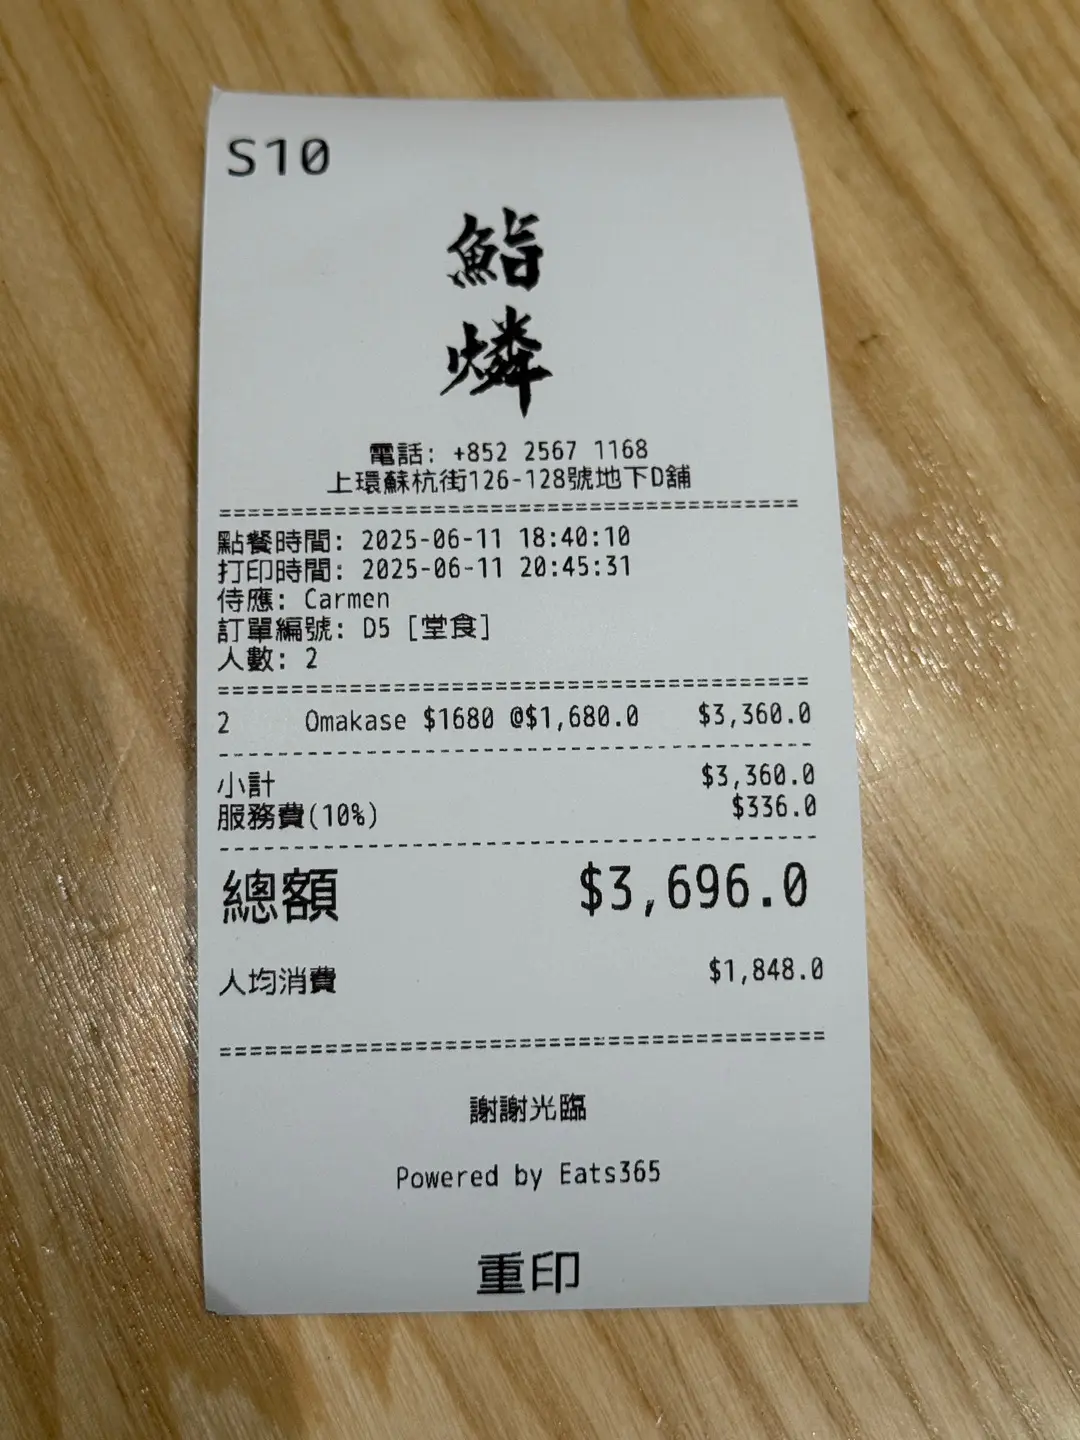 S10
鮨
燐
電話: +852 2567 1168
上環蘇杭街126-128號地下D舖
點餐時間: 2025-06-11 18:40:10
打印時間: 2025-06-11 20:45:31
侍應: Carmen
訂單編號: D5 [堂食]
人數: 2
2 Omakase $1680 @$1,680.0 $3,360.0
小計 $3,360.0
服務費(10%) $336.0
總額 $3,696.0
人均消費 $1,848.0
謝謝光臨
Powered by Eats365
重印